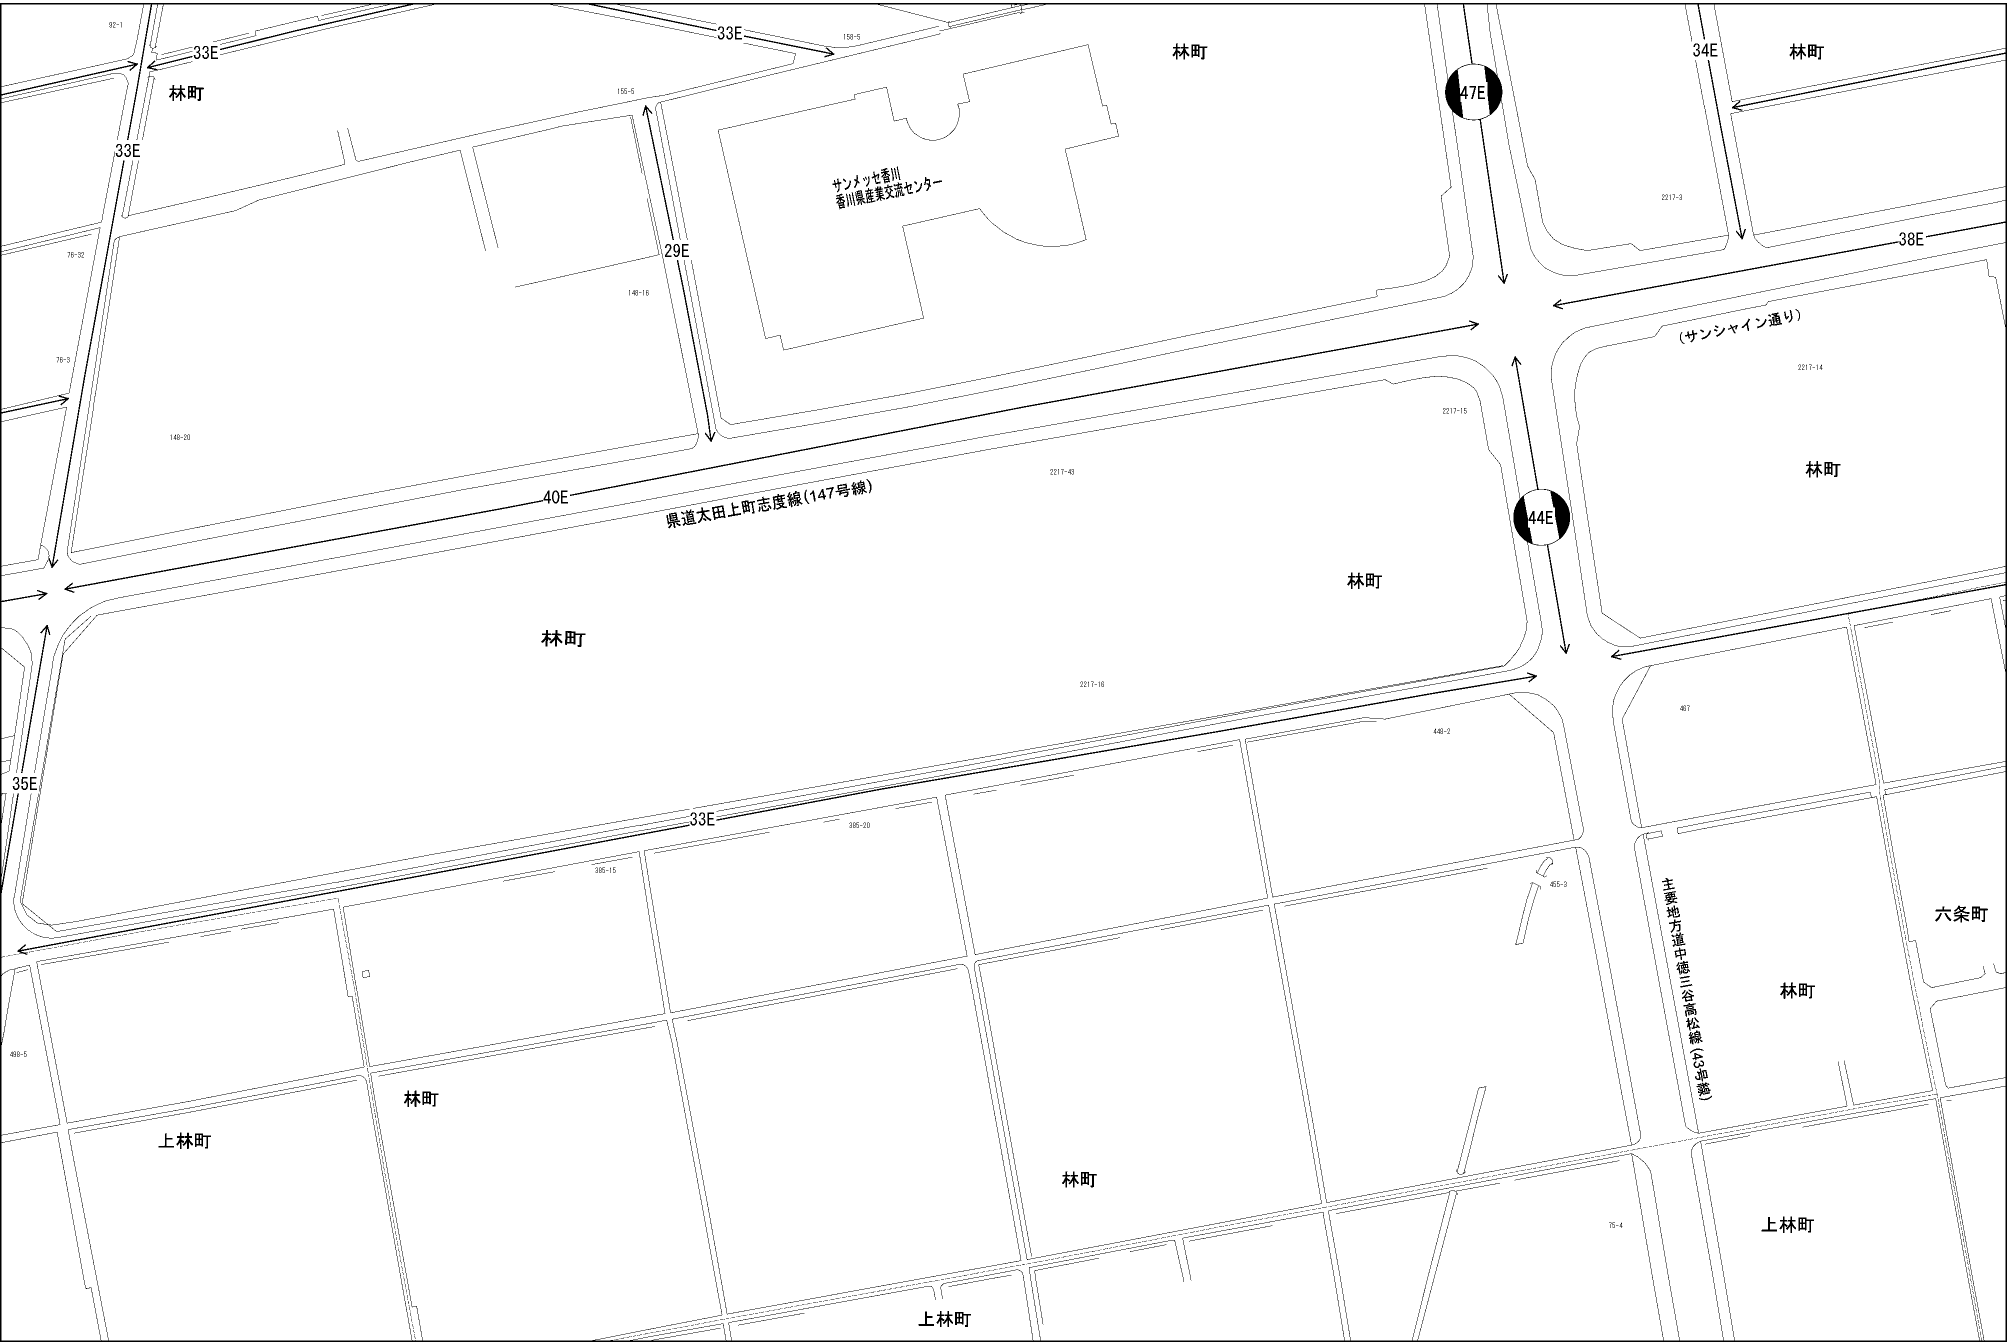 92-1
33E
33E
158-5
林町
34E
林町
林町
155-5
47E
33E
サンメッセ香川
香川県産業交流センター
2217-3
76-32
29E
38E
148-16
(サンシャイン通り)
76-3
2217-14
148-20
2217-15
2217-43
林町
40E
県道太田上町志度線(147号線)
44E
林町
林町
2217-16
467
448-2
35E
33E
385-20
385-15
455-3
主要地方道中徳三谷高松線(43号線)
六条町
林町
498-5
林町
上林町
林町
75-4
上林町
上林町